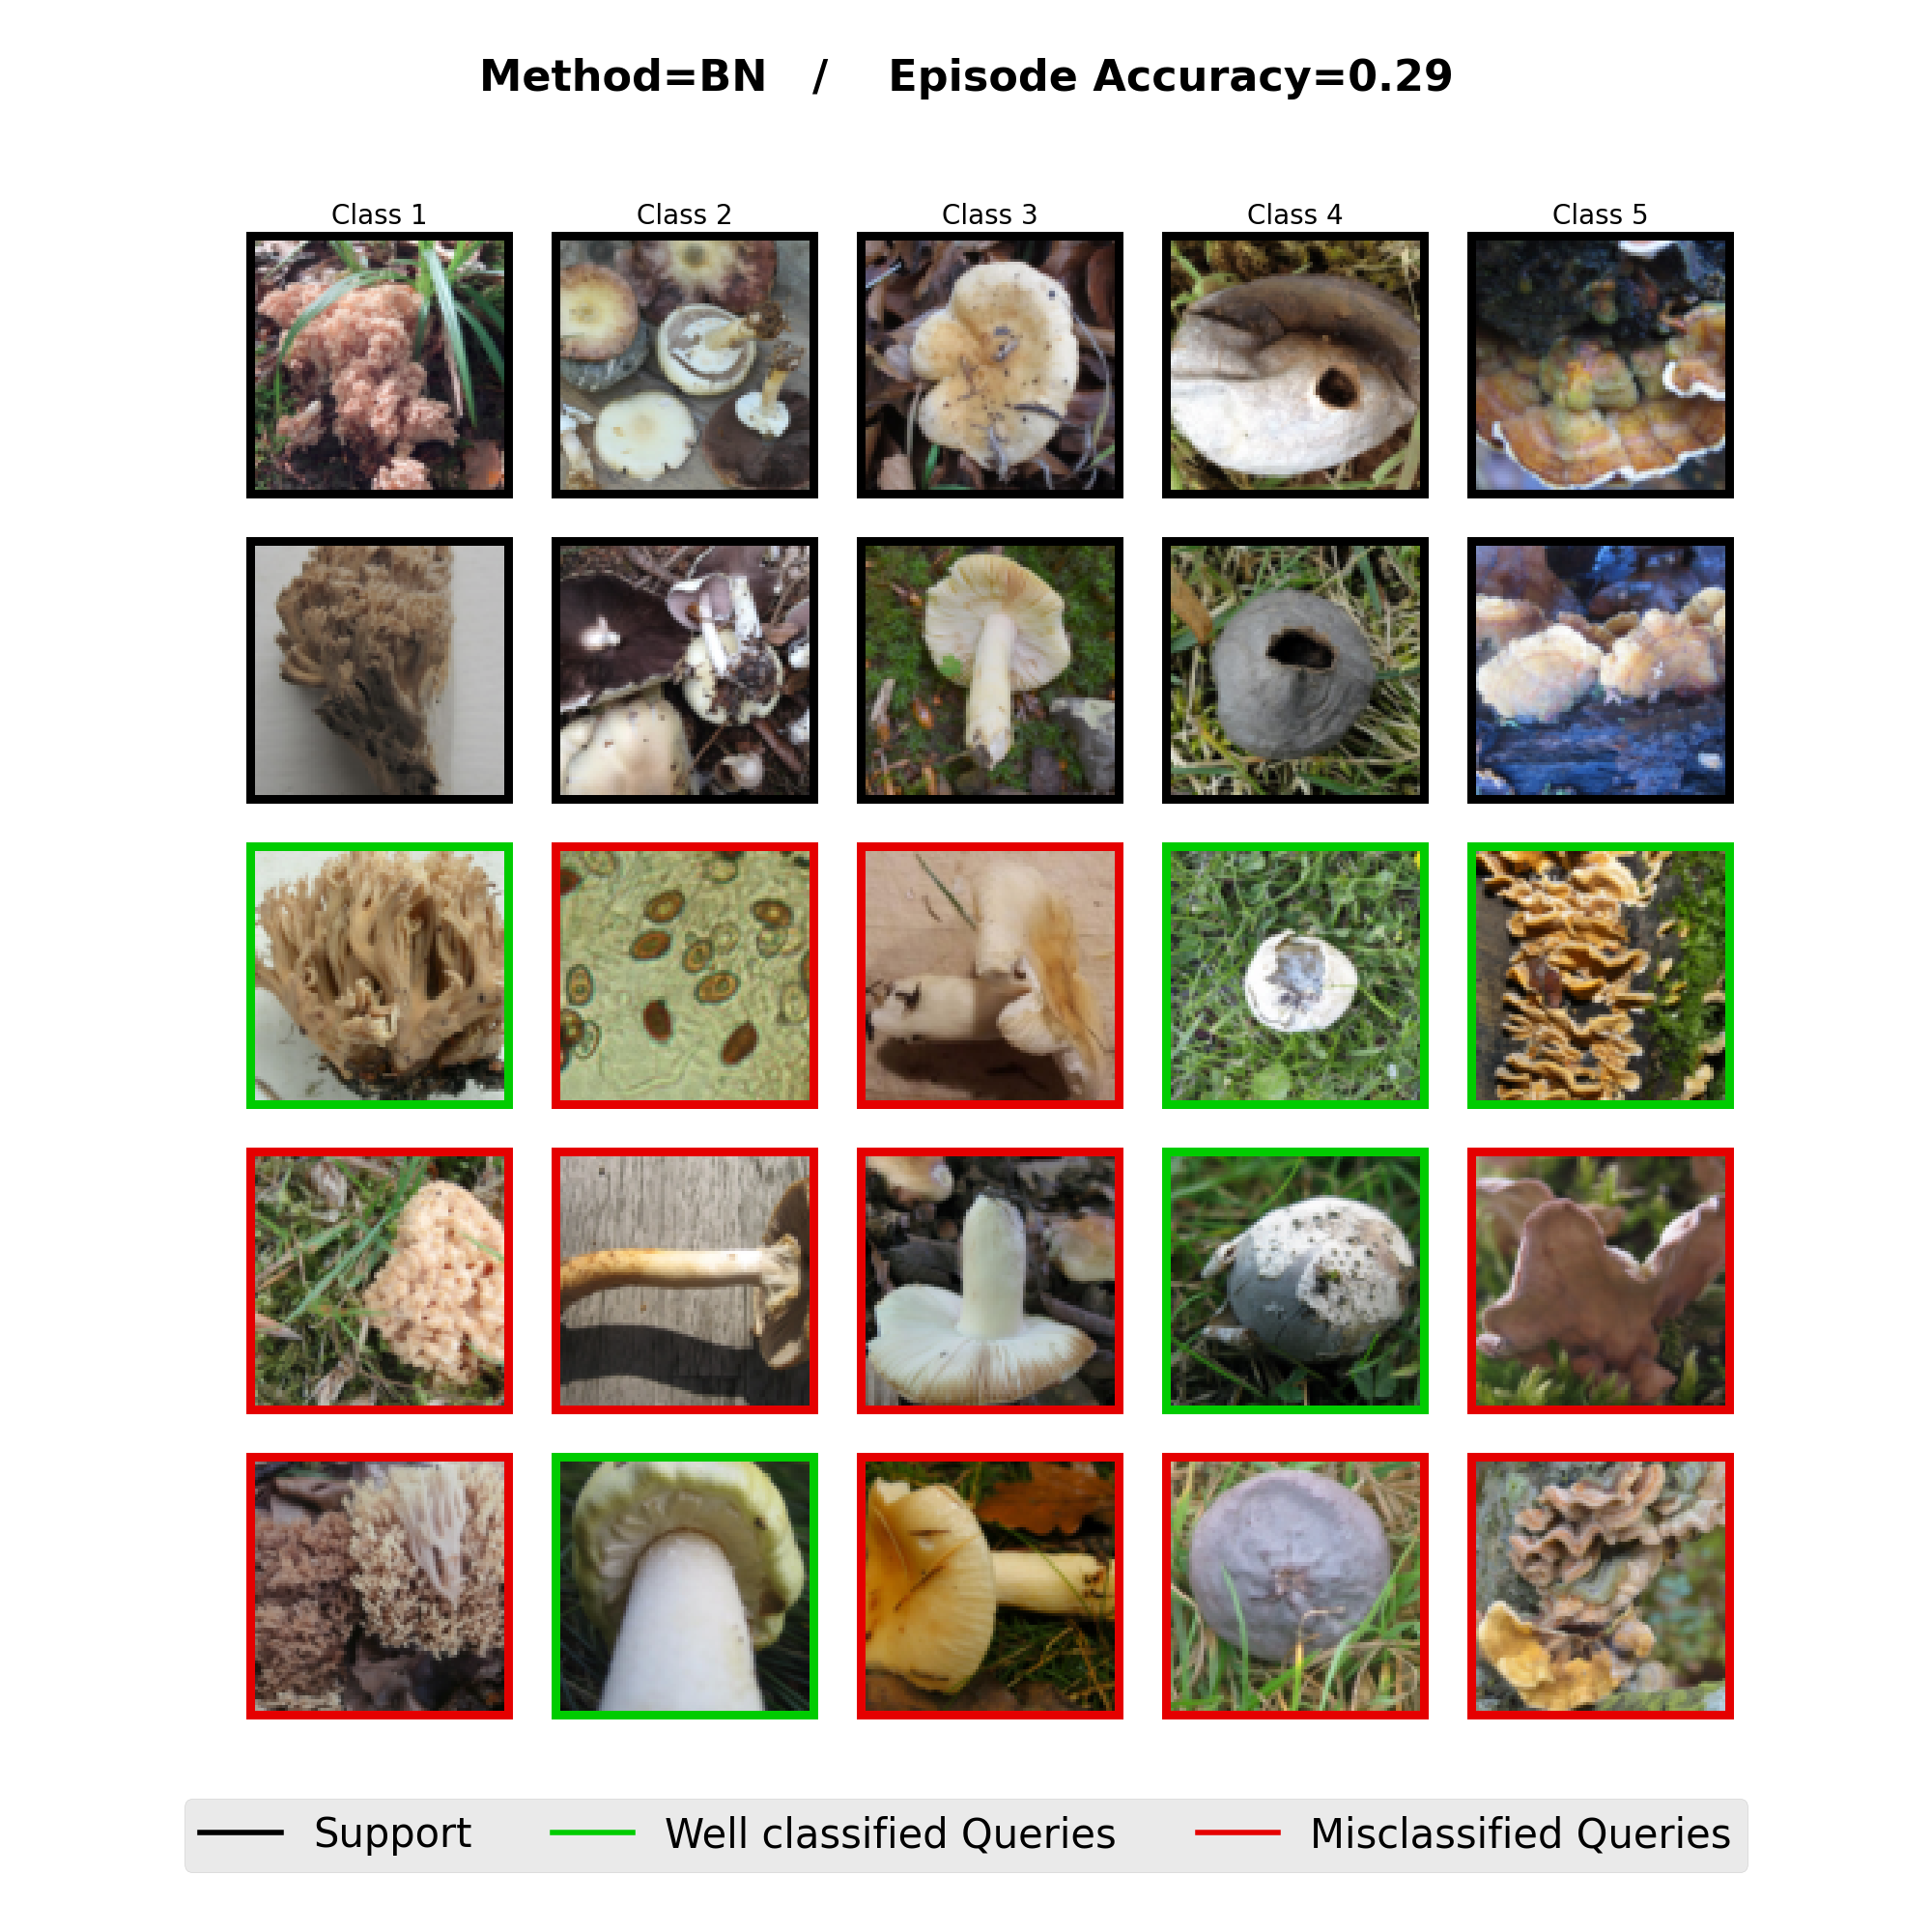 Method=BN / Episode Accuracy=0.29
Class 1 Class 2 Class 3 Class 4 Class 5
Support Well classified Queries Misclassified Queries